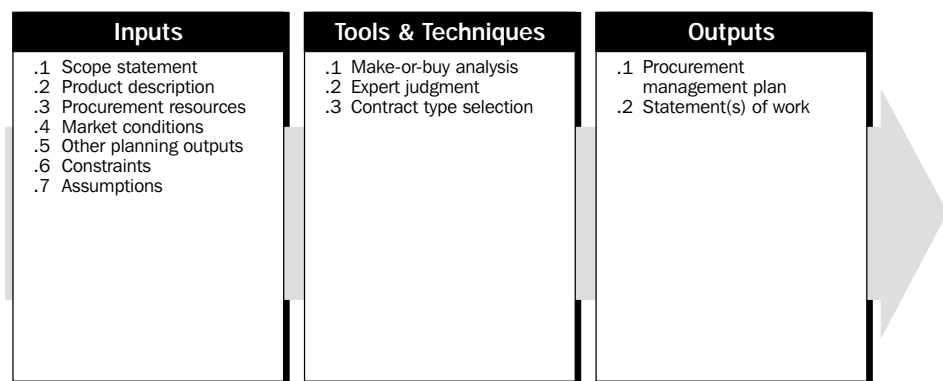 Inputs
.1 Scope statement
.2 Product description
.3 Procurement resources
.4 Market conditions
.5 Other planning outputs
.6 Constraints
.7 Assumptions
Tools & Techniques
.1 Make-or-buy analysis
.2 Expert judgment
.3 Contract type selection
Outputs
.1 Procurement
management plan
.2 Statement(s) of work